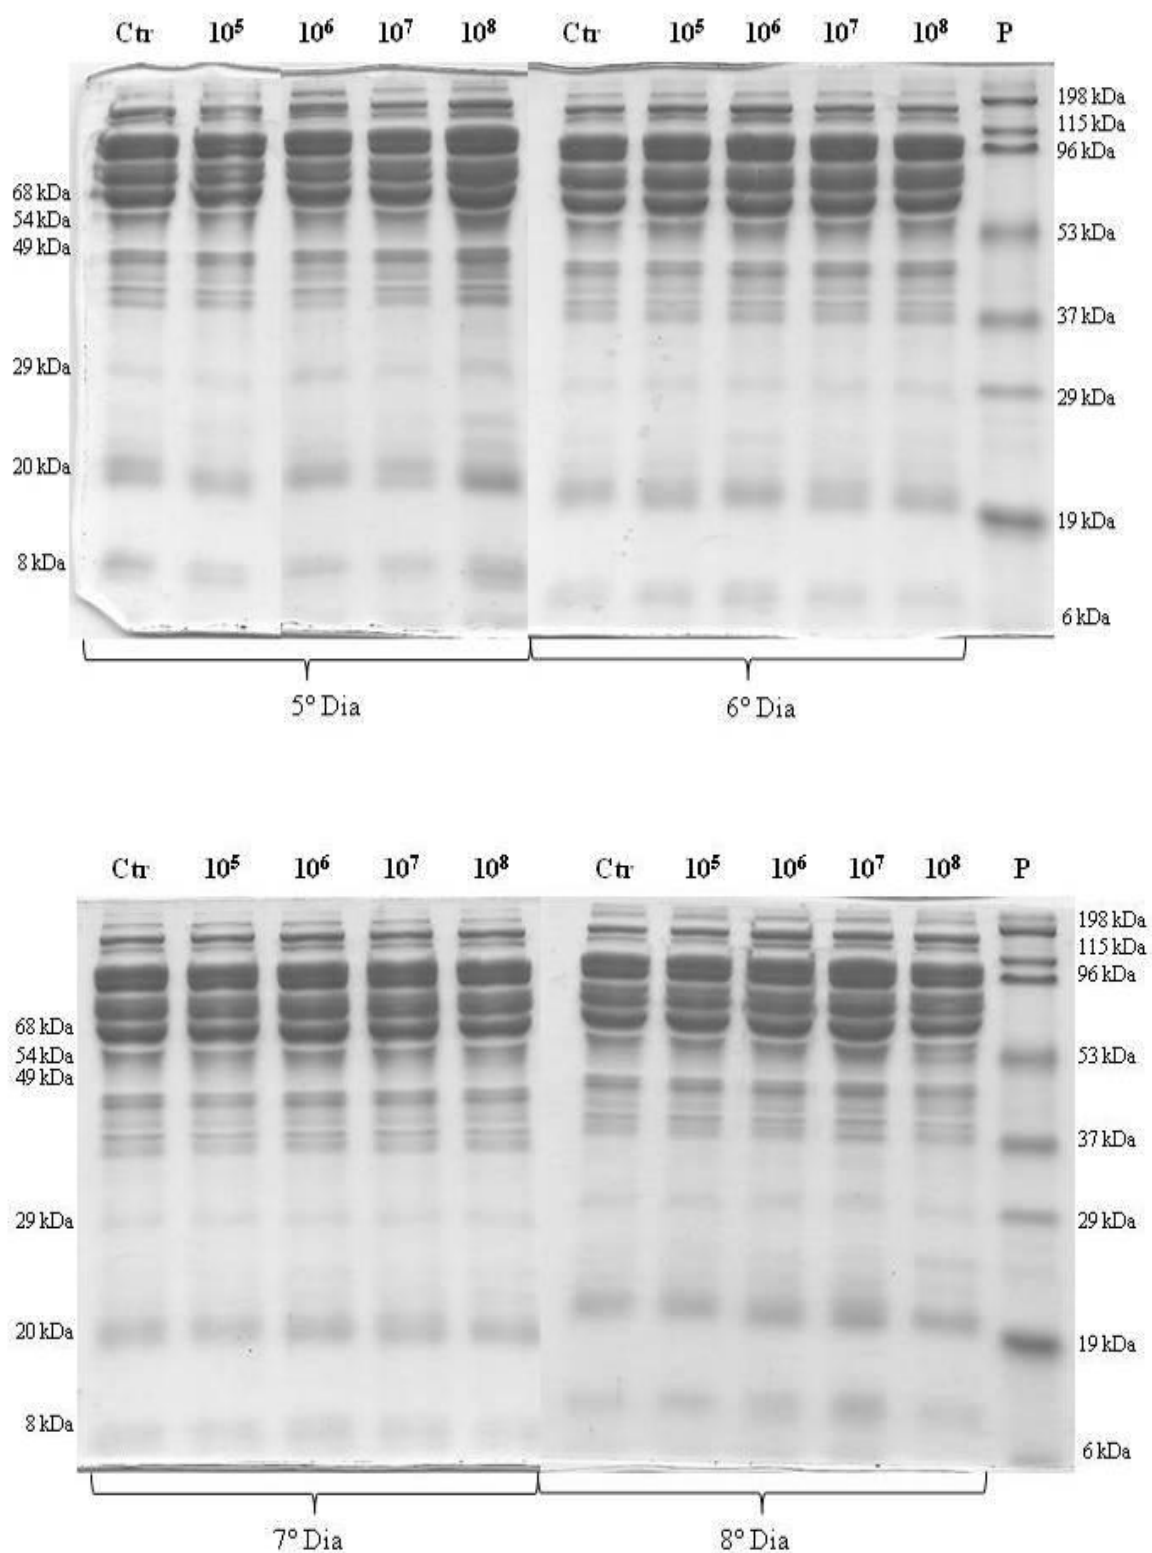 Ctr 10⁵ 10⁶ 10⁷ 10⁸ Ctr 10⁵ 10⁶ 10⁷ 10⁸ P
198 kDa
115 kDa
96 kDa
68 kDa
54 kDa
53 kDa
49 kDa
37 kDa
29 kDa
29 kDa
20 kDa
19 kDa
8 kDa
6 kDa
5º Dia 6º Dia
Ctr 10⁵ 10⁶ 10⁷ 10⁸ Ctr 10⁵ 10⁶ 10⁷ 10⁸ P
198 kDa
115 kDa
96 kDa
68 kDa
54 kDa
53 kDa
49 kDa
37 kDa
29 kDa 29 kDa
20 kDa
19 kDa
8 kDa
6 kDa
7º Dia 8º Dia